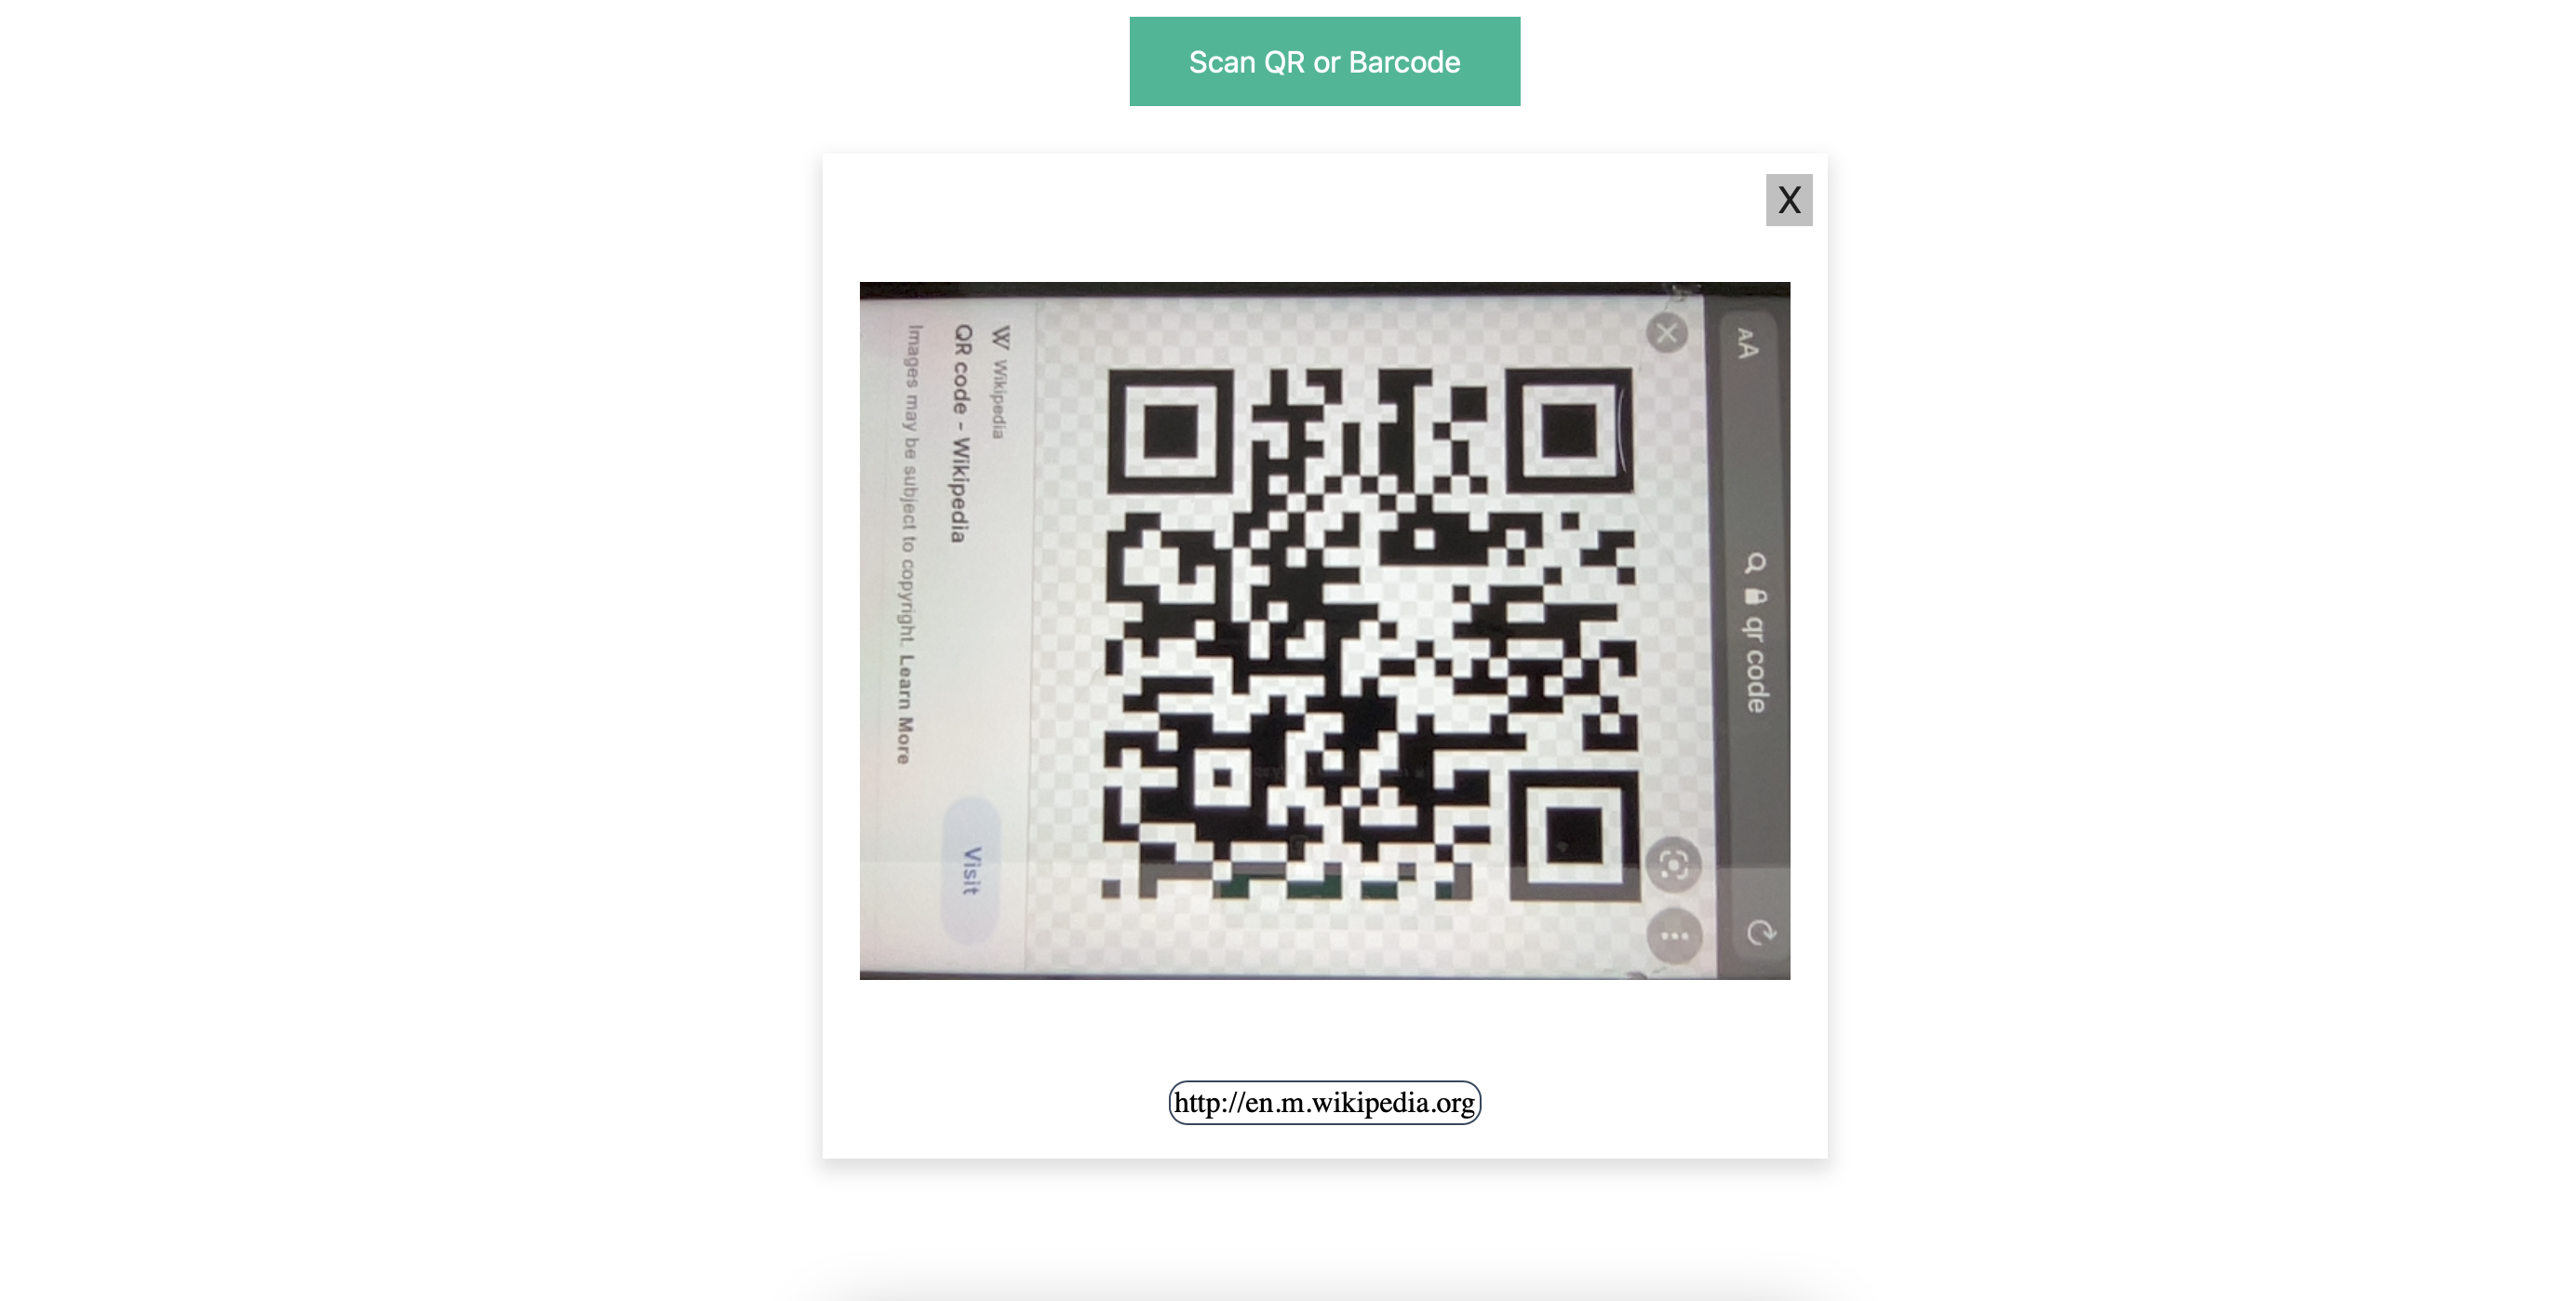 Scan QR or Barcode
X
AA
qr code
W Wikipedia
QR code - Wikipedia
Images may be subject to copyright. Learn More
Visit
http://en.m.wikipedia.org